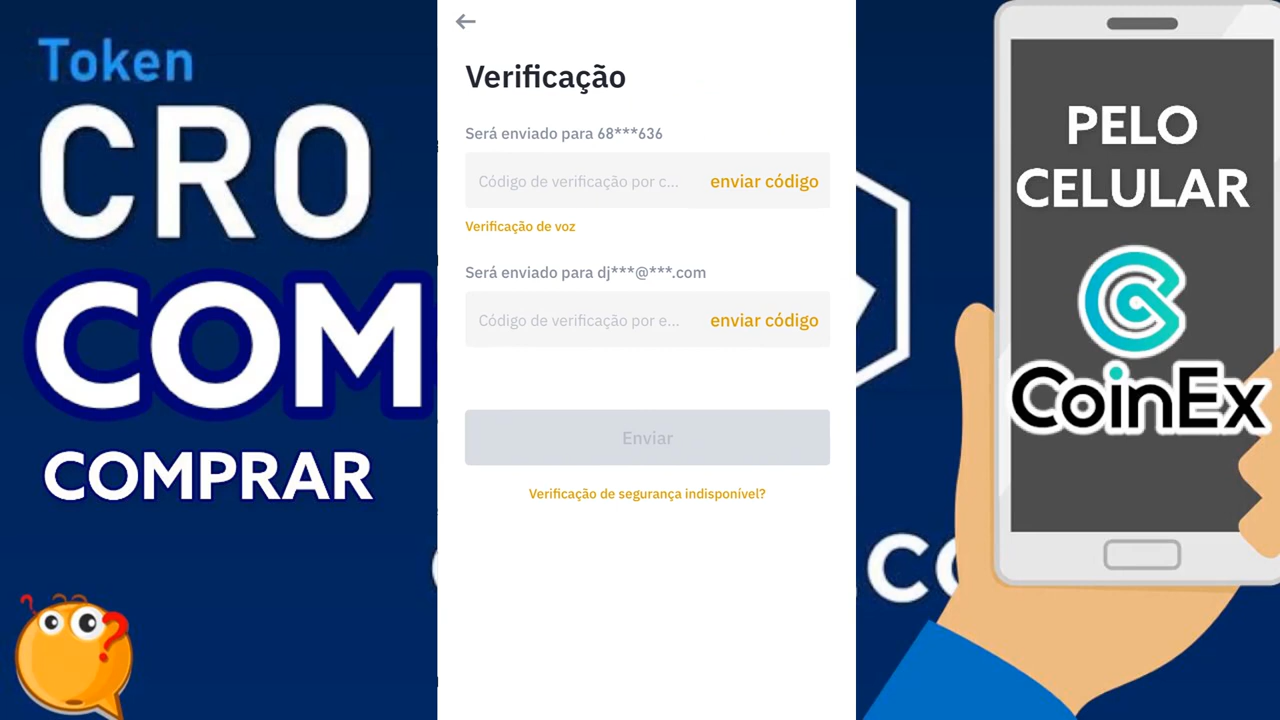 Token
CRO
COM
COMPRAR
Verificação
Será enviado para 68***636
Código de verificação por c...
enviar código
Verificação de voz
Será enviado para dj***@***.com
Código de verificação por e...
enviar código
Enviar
Verificação de segurança indisponível?
PELO
CELULAR
CoinEx